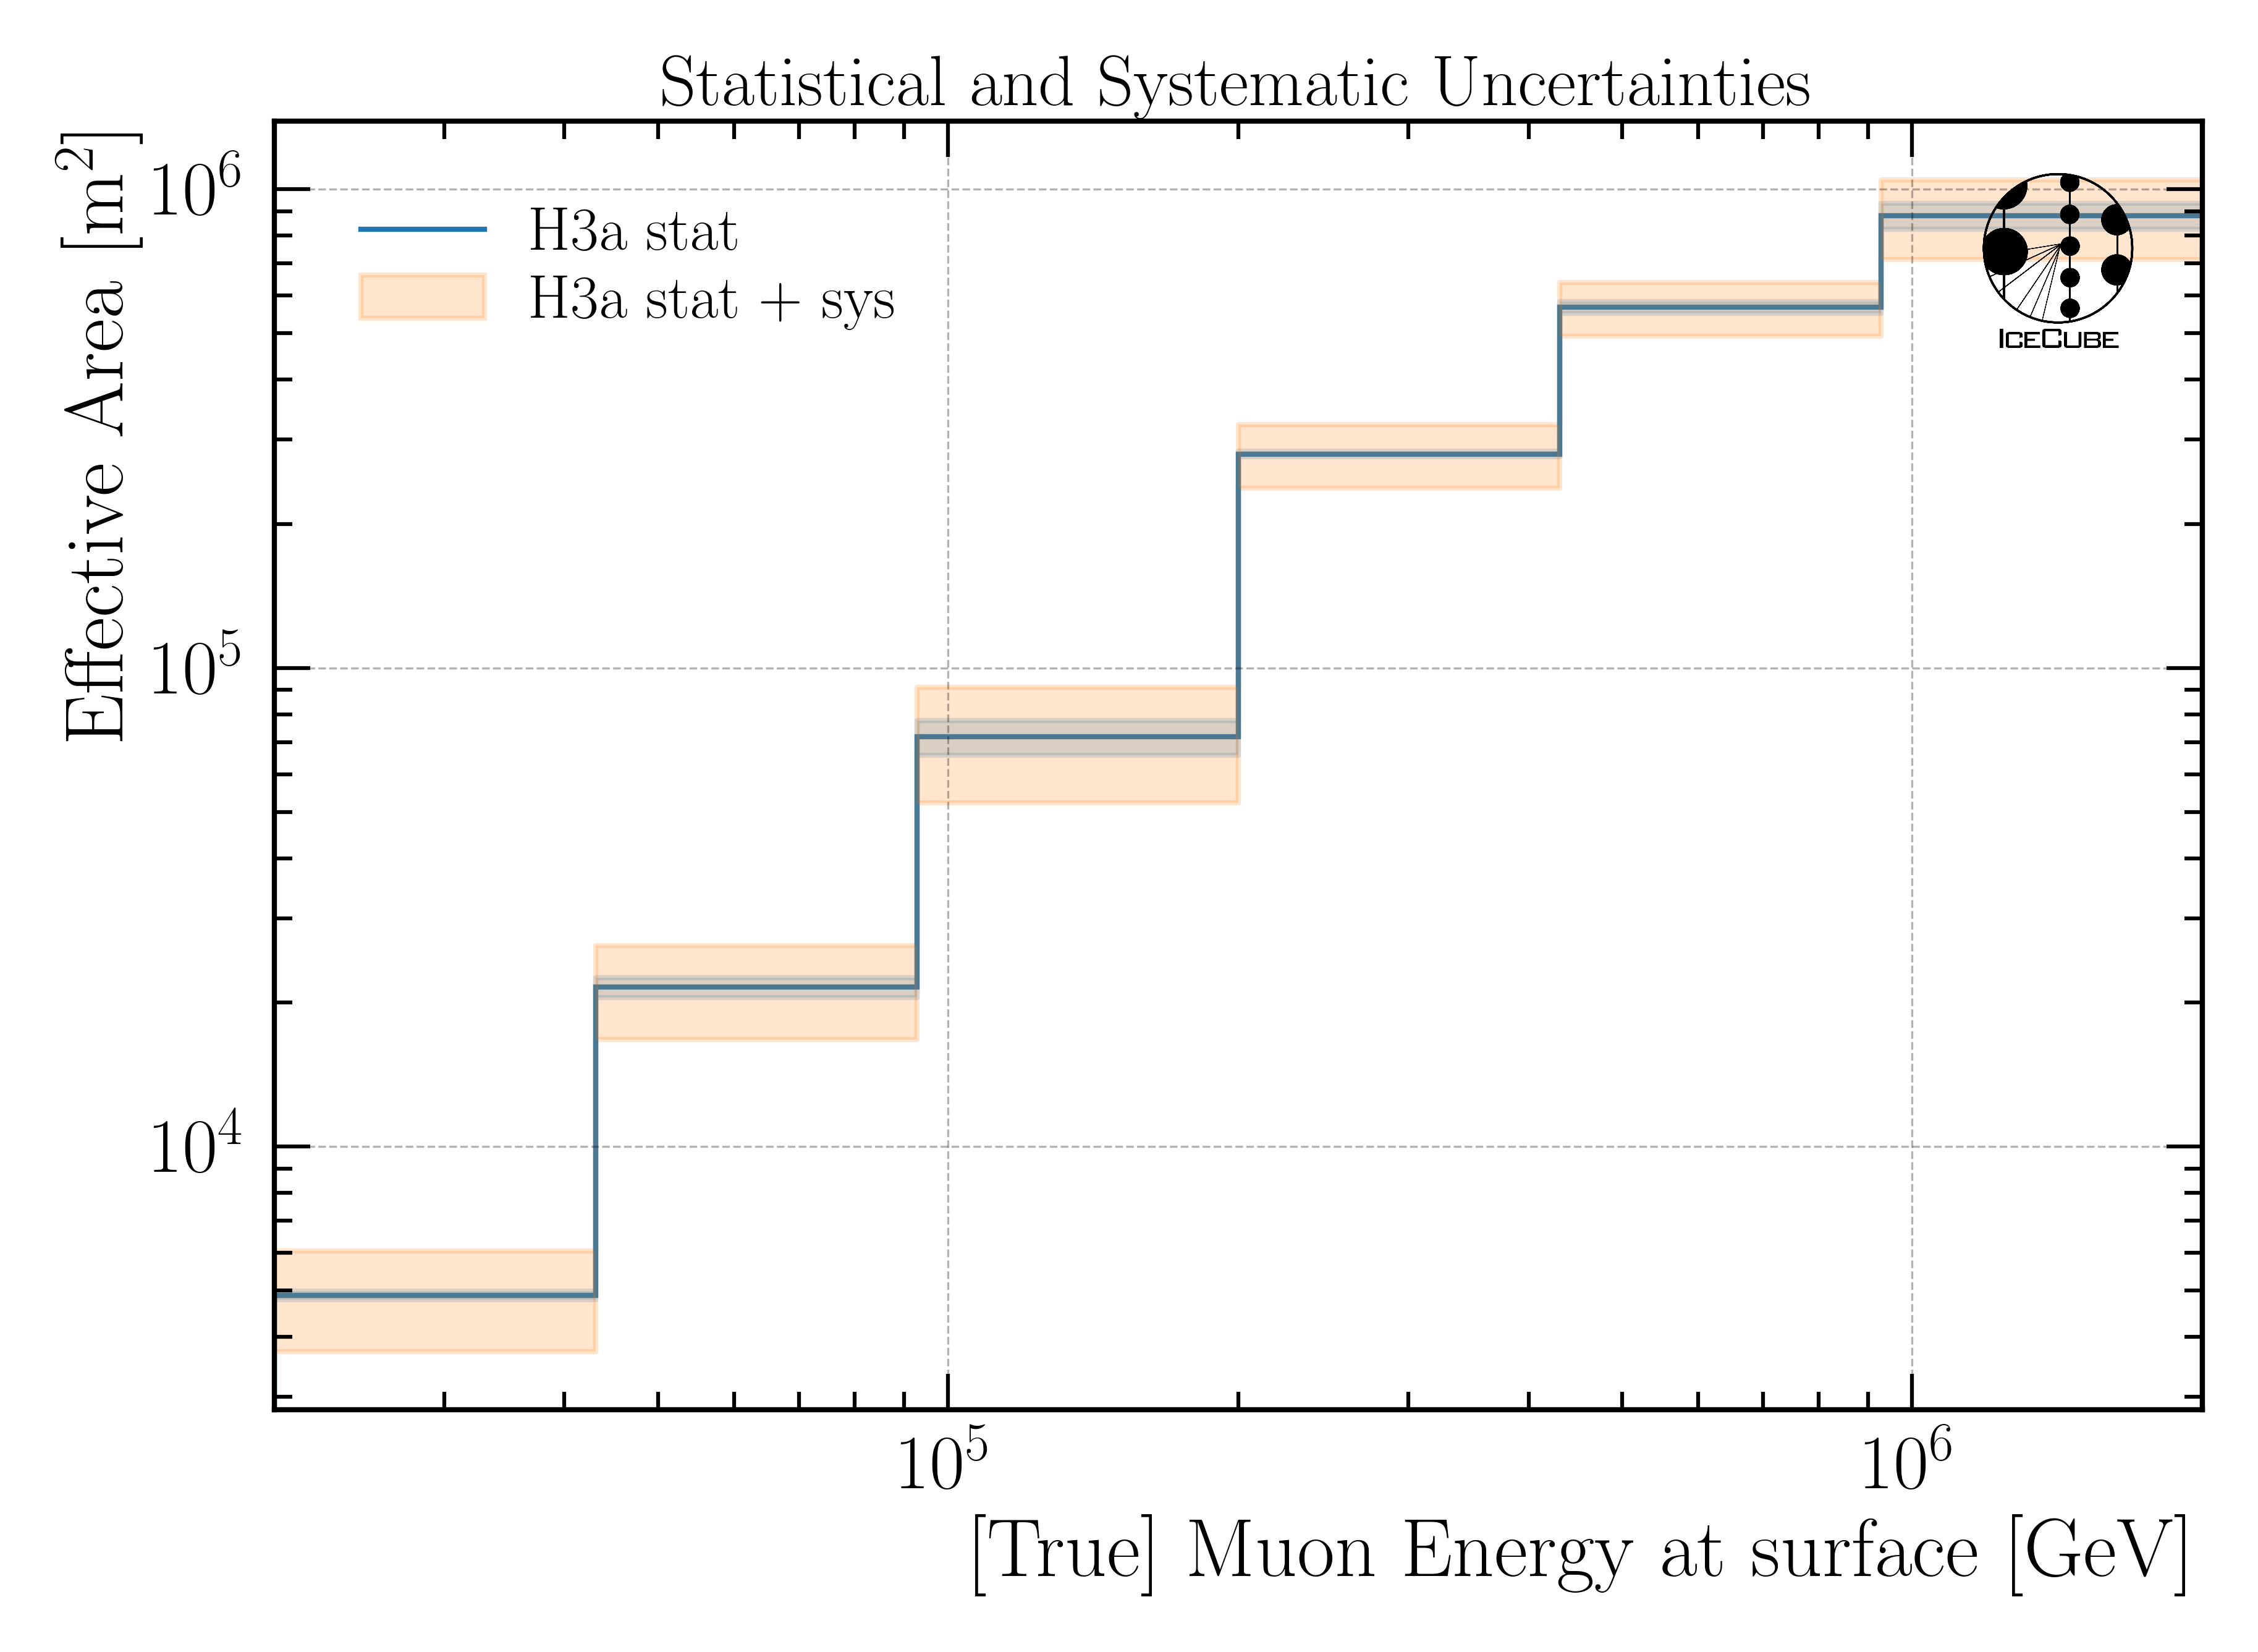 Statistical and Systematic Uncertainties
Effective Area [m²]
10⁶
10⁵
10⁴
H3a stat
H3a stat + sys
ICECUBE
10⁵
10⁶
[True] Muon Energy at surface [GeV]